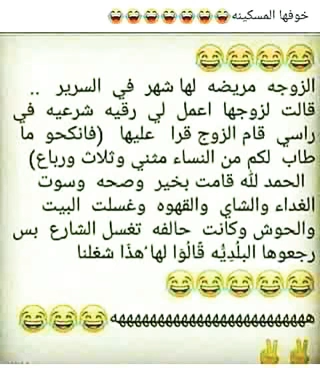 خوفها المسكينه😂😂😂😂😂😂😂
😂😂😂😂
الزوجه مريضه لها شهر في السرير ..
قالت لزوجها اعمل لي رقيه شرعيه في
راسي قام الزوج قرا عليها (فانكحو ما
طاب لكم من النساء مثني وثلاث ورباع)
الحمد لله قامت بخير وصحه وسوت
الغداء والشاي والقهوه وغسلت البيت
والحوش وكانت حالفه تغسل الشارع بس
رجعوها البلديه قالوا لها هذا شغلنا
😂😂😂😂😂
ههههههههههههههههههههههههه😂😂😂
✌✌